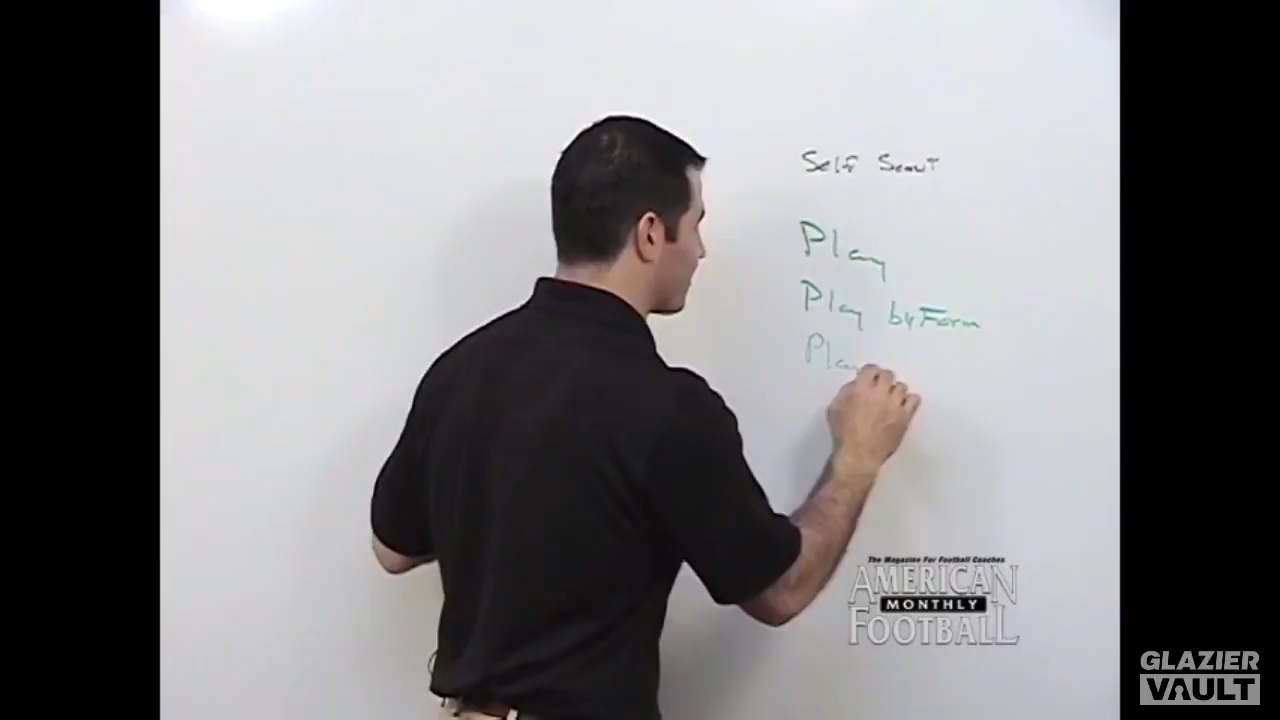 Self Scout
Play
Play by Form
Play
The Magazine For Football Coaches
AMERICAN
MONTHLY
FOOTBALL
GLAZIER
VAULT